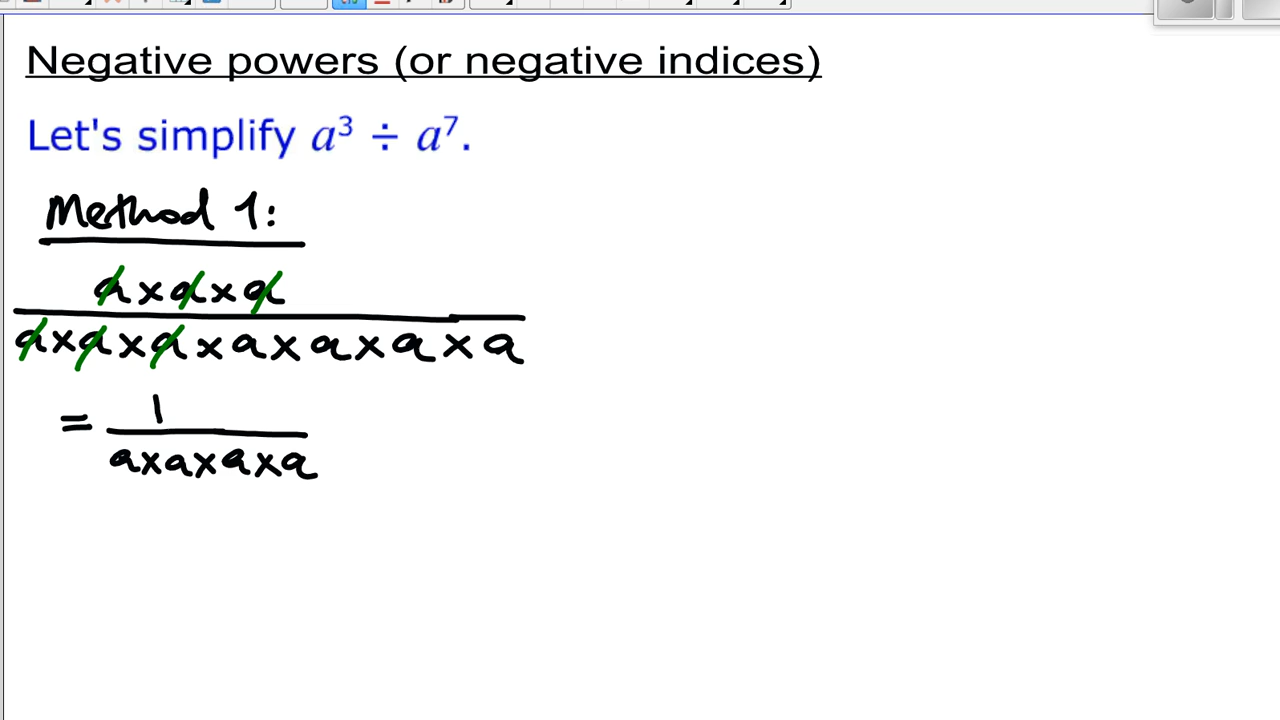 Negative powers (or negative indices)
Let's simplify a³ ÷ a⁷.
Method 1:
a×a×a
a×a×a×a×a×a×a
= 1
a×a×a×a